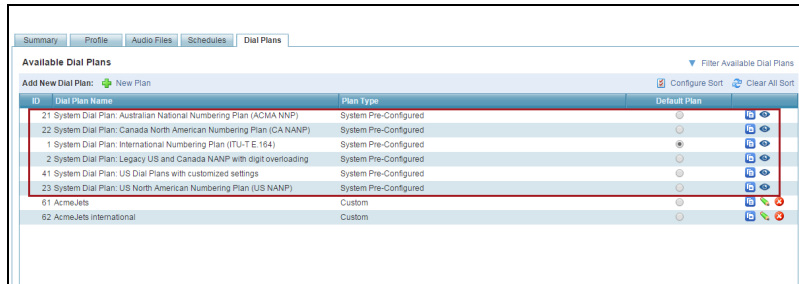 Summary Profile Audio Files Schedules Dial Plans
Available Dial Plans Filter Available Dial Plans
Add New Dial Plan: New Plan Configure Sort Clear All Sort
ID Dial Plan Name Plan Type Default Plan
21 System Dial Plan: Australian National Numbering Plan (ACMA NNP) System Pre-Configured
22 System Dial Plan: Canada North American Numbering Plan (CA NANP) System Pre-Configured
1 System Dial Plan: International Numbering Plan (ITU-T E.164) System Pre-Configured
2 System Dial Plan: Legacy US and Canada NANP with digit overloading System Pre-Configured
41 System Dial Plan: US Dial Plans with customized settings System Pre-Configured
23 System Dial Plan: US North American Numbering Plan (US NANP) System Pre-Configured
61 AcmeJets Custom
62 AcmeJets international Custom